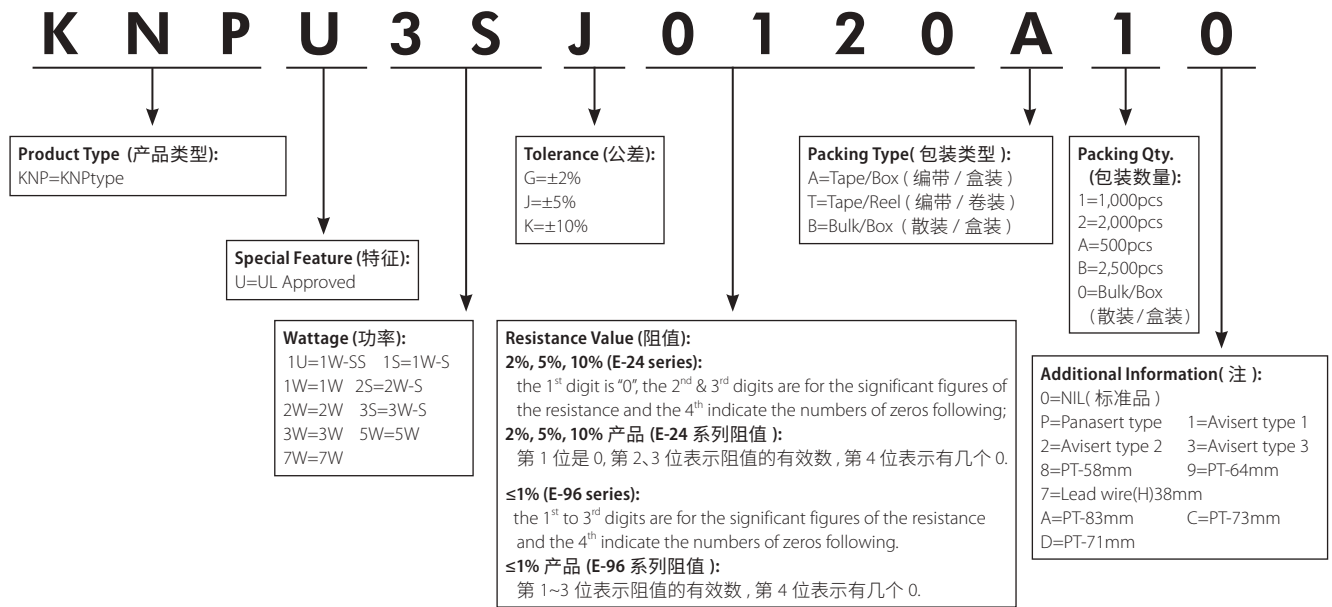 K N P U 3 S J 0 1 2 0 A 1 0
Product Type (产品类型):
KNP=KNPtype
Special Feature (特征):
U=UL Approved
Wattage (功率):
1U=1W-SS 1S=1W-S
1W=1W 2S=2W-S
2W=2W 3S=3W-S
3W=3W 5W=5W
7W=7W
Tolerance (公差):
G=±2%
J=±5%
K=±10%
Resistance Value (阻值):
2%, 5%, 10% (E-24 series):
the 1st digit is "0", the 2nd & 3rd digits are for the significant figures of
the resistance and the 4th indicate the numbers of zeros following;
2%, 5%, 10% 产品 (E-24 系列阻值 ):
第 1 位是 0, 第 2、3 位表示阻值的有效数 , 第 4 位表示有几个 0.
≤1% (E-96 series):
the 1st to 3rd digits are for the significant figures of the resistance
and the 4th indicate the numbers of zeros following.
≤1% 产品 (E-96 系列阻值 ):
第 1~3 位表示阻值的有效数 , 第 4 位表示有几个 0.
Packing Type( 包装类型 ):
A=Tape/Box ( 编带 / 盒装 )
T=Tape/Reel ( 编带 / 卷装 )
B=Bulk/Box ( 散装 / 盒装 )
Packing Qty.
(包装数量):
1=1,000pcs
2=2,000pcs
A=500pcs
B=2,500pcs
0=Bulk/Box
(散装/盒装)
Additional Information( 注 ):
0=NIL( 标准品 )
P=Panasert type 1=Avisert type 1
2=Avisert type 2 3=Avisert type 3
8=PT-58mm 9=PT-64mm
7=Lead wire(H)38mm
A=PT-83mm C=PT-73mm
D=PT-71mm